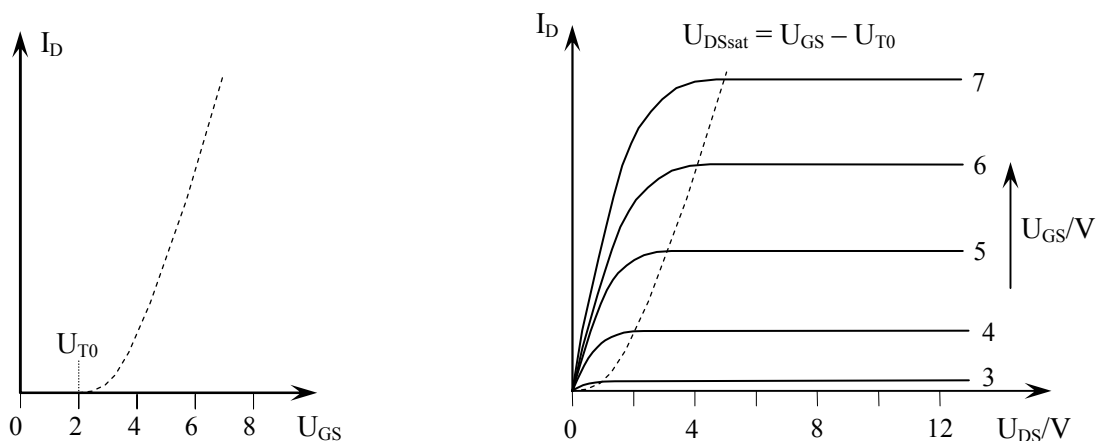 I_D
U_T0
0 2 4 6 8 U_GS
I_D
U_DSsat = U_GS – U_T0
7
6
5
4
3
U_GS/V
0 4 8 12 U_DS/V